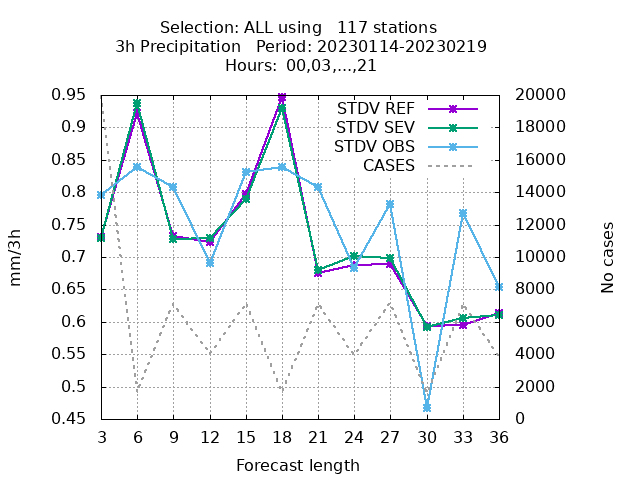 Selection: ALL using   117 stations
3h Precipitation   Period: 20230114-20230219
Hours:  00,03,...,21
STDV REF
STDV SEV
STDV OBS
CASES
0.95
0.9
0.85
0.8
0.75
0.7
0.65
0.6
0.55
0.5
0.45
mm/3h
20000
18000
16000
14000
12000
10000
8000
6000
4000
2000
0
No cases
3 6 9 12 15 18 21 24 27 30 33 36
Forecast length